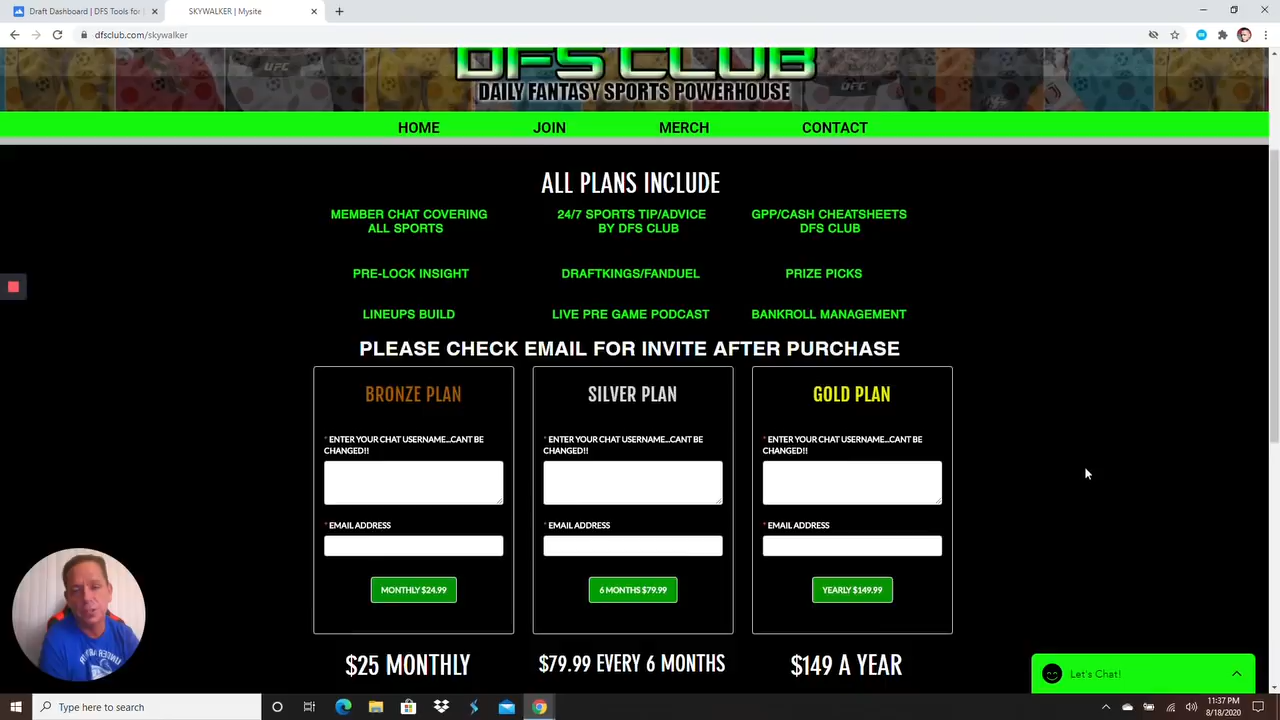 Draft Dashboard | DFS Tools for
SKYWALKER | Mysite
dfsclub.com/skywalker
DFS CLUB
UFC
DAILY FANTASY SPORTS POWERHOUSE
HOME JOIN MERCH CONTACT
ALL PLANS INCLUDE
MEMBER CHAT COVERING
ALL SPORTS
24/7 SPORTS TIP/ADVICE
BY DFS CLUB
GPP/CASH CHEATSHEETS
DFS CLUB
PRE-LOCK INSIGHT
DRAFTKINGS/FANDUEL
PRIZE PICKS
LINEUPS BUILD
LIVE PRE GAME PODCAST
BANKROLL MANAGEMENT
PLEASE CHECK EMAIL FOR INVITE AFTER PURCHASE
BRONZE PLAN
* ENTER YOUR CHAT USERNAME...CANT BE
CHANGED!!
* EMAIL ADDRESS
MONTHLY $24.99
$25 MONTHLY
SILVER PLAN
* ENTER YOUR CHAT USERNAME...CANT BE
CHANGED!!
* EMAIL ADDRESS
6 MONTHS $79.99
$79.99 EVERY 6 MONTHS
GOLD PLAN
* ENTER YOUR CHAT USERNAME...CANT BE
CHANGED!!
* EMAIL ADDRESS
YEARLY $149.99
$149 A YEAR
Let's Chat!
Type here to search
11:37 PM
8/18/2020